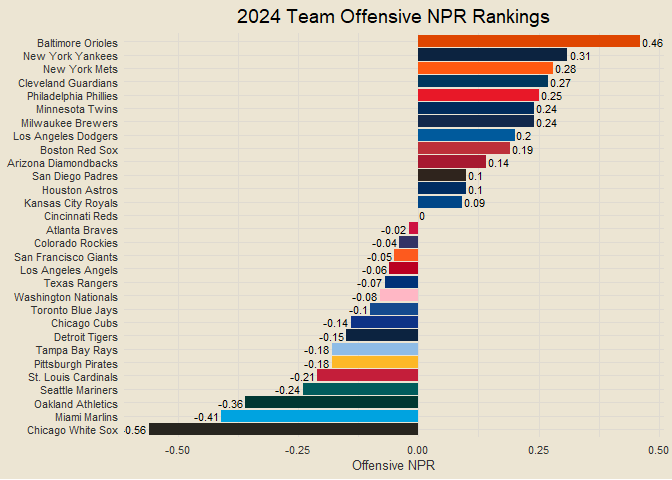 2024 Team Offensive NPR Rankings
Baltimore Orioles 0.46
New York Yankees 0.31
New York Mets 0.28
Cleveland Guardians 0.27
Philadelphia Phillies 0.25
Minnesota Twins 0.24
Milwaukee Brewers 0.24
Los Angeles Dodgers 0.2
Boston Red Sox 0.19
Arizona Diamondbacks 0.14
San Diego Padres 0.1
Houston Astros 0.1
Kansas City Royals 0.09
Cincinnati Reds 0
Atlanta Braves -0.02
Colorado Rockies -0.04
San Francisco Giants -0.05
Los Angeles Angels -0.06
Texas Rangers -0.07
Washington Nationals -0.08
Toronto Blue Jays -0.1
Chicago Cubs -0.14
Detroit Tigers -0.15
Tampa Bay Rays -0.18
Pittsburgh Pirates -0.18
St. Louis Cardinals -0.21
Seattle Mariners -0.24
Oakland Athletics -0.36
Miami Marlins -0.41
Chicago White Sox -0.56
-0.50 -0.25 0.00 0.25 0.50
Offensive NPR